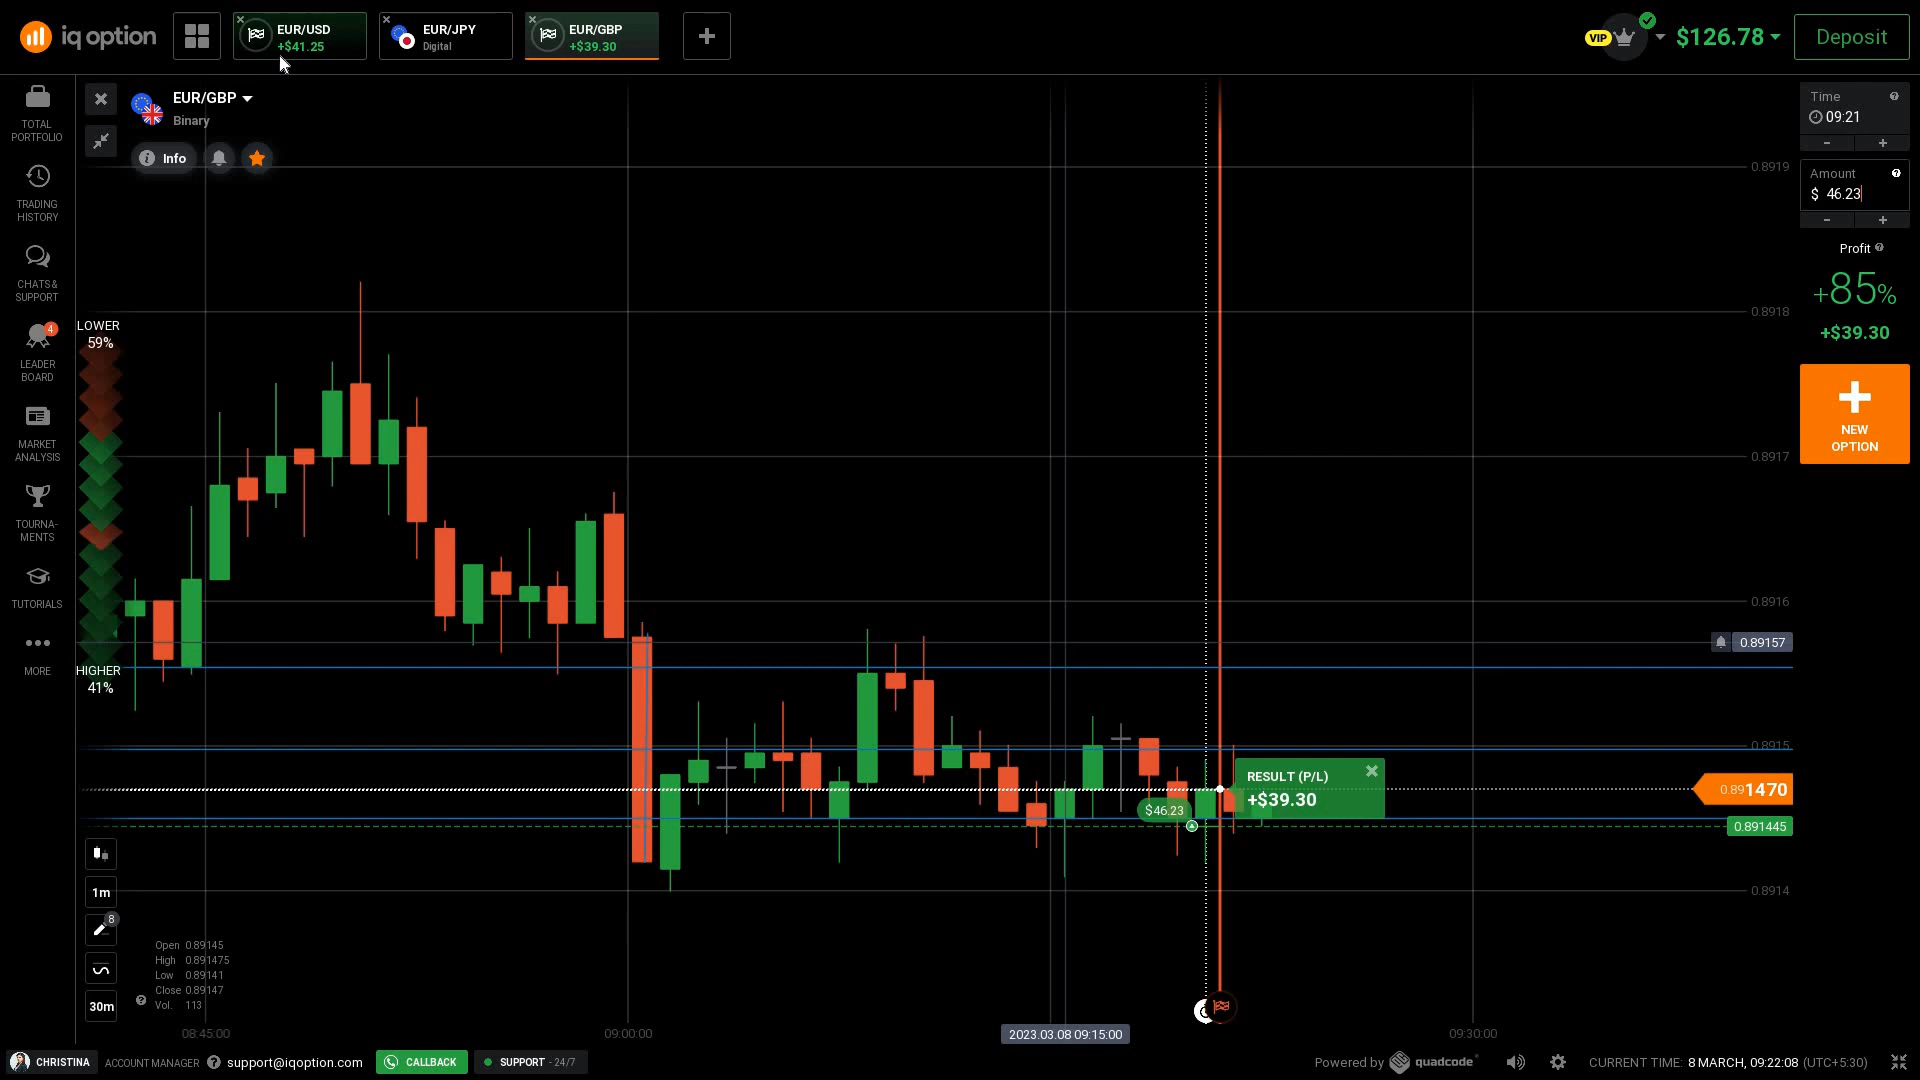 iq option
EUR/USD
+$41.25
EUR/JPY
Digital
EUR/GBP
+$39.30
VIP
$126.78
Deposit
TOTAL
PORTFOLIO
TRADING
HISTORY
CHATS &
SUPPORT
4
LEADER
BOARD
MARKET
ANALYSIS
TOURNA-
MENTS
TUTORIALS
MORE
EUR/GBP
Binary
Info
LOWER
59%
HIGHER
41%
1m
8
30m
Open 0.89145
High 0.891475
Low 0.89141
Close 0.89147
Vol. 113
$46.23
RESULT (P/L)
+$39.30
0.8919
0.8918
0.8917
0.8916
0.89157
0.8915
0.891470
0.891445
0.8914
08:45:00
09:00:00
2023.03.08 09:15:00
09:30:00
Time
09:21
- +
Amount
$ 46.23
- +
Profit
+85%
+$39.30
NEW
OPTION
CHRISTINA
ACCOUNT MANAGER
support@iqoption.com
CALLBACK
SUPPORT - 24/7
Powered by quadcode
CURRENT TIME: 8 MARCH, 09:22:08 (UTC+5:30)